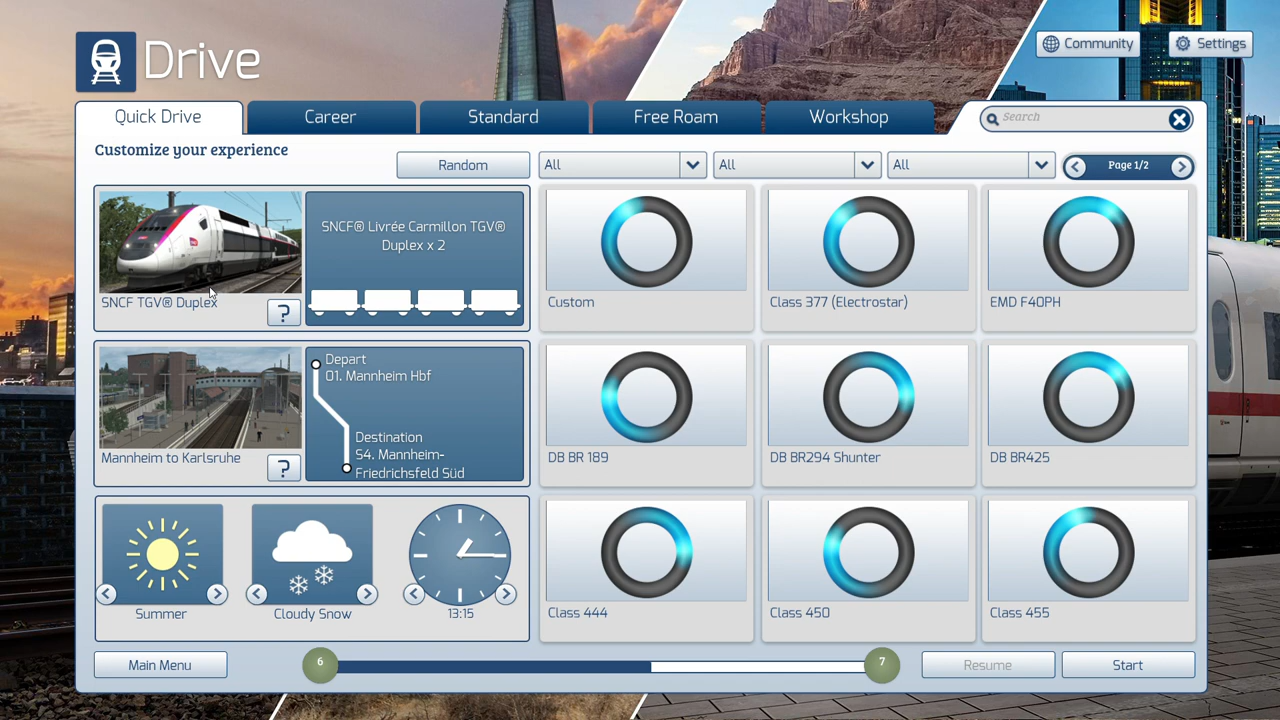 Drive
Community
Settings
Quick Drive
Career
Standard
Free Roam
Workshop
Search
Customize your experience
Random
All
All
All
Page 1/2
SNCF® Livrée Carmillon TGV®
Duplex x 2
SNCF TGV® Duplex
?
Custom
Class 377 (Electrostar)
EMD F40PH
Depart
01. Mannheim Hbf
Destination
S4. Mannheim-
Friedrichsfeld Süd
Mannheim to Karlsruhe
?
DB BR 189
DB BR294 Shunter
DB BR425
Summer
Cloudy Snow
13:15
Class 444
Class 450
Class 455
Main Menu
6
7
Resume
Start